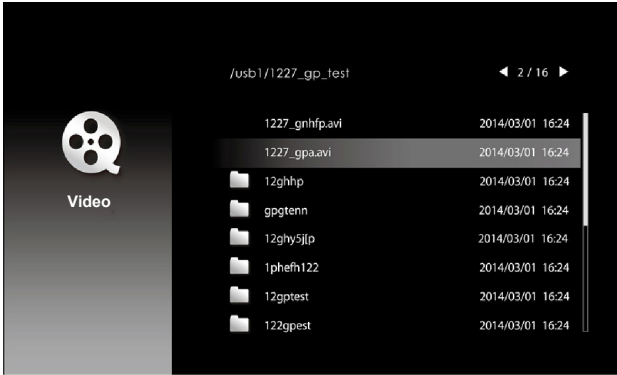 /usb1/1227_gp_test
2 / 16
Video
1227_gnhfp.avi 2014/03/01 16:24
1227_gpa.avi 2014/03/01 16:24
12ghhp 2014/03/01 16:24
gpgtenn 2014/03/01 16:24
12ghy5j[p 2014/03/01 16:24
1phefh122 2014/03/01 16:24
12gptest 2014/03/01 16:24
122gpest 2014/03/01 16:24